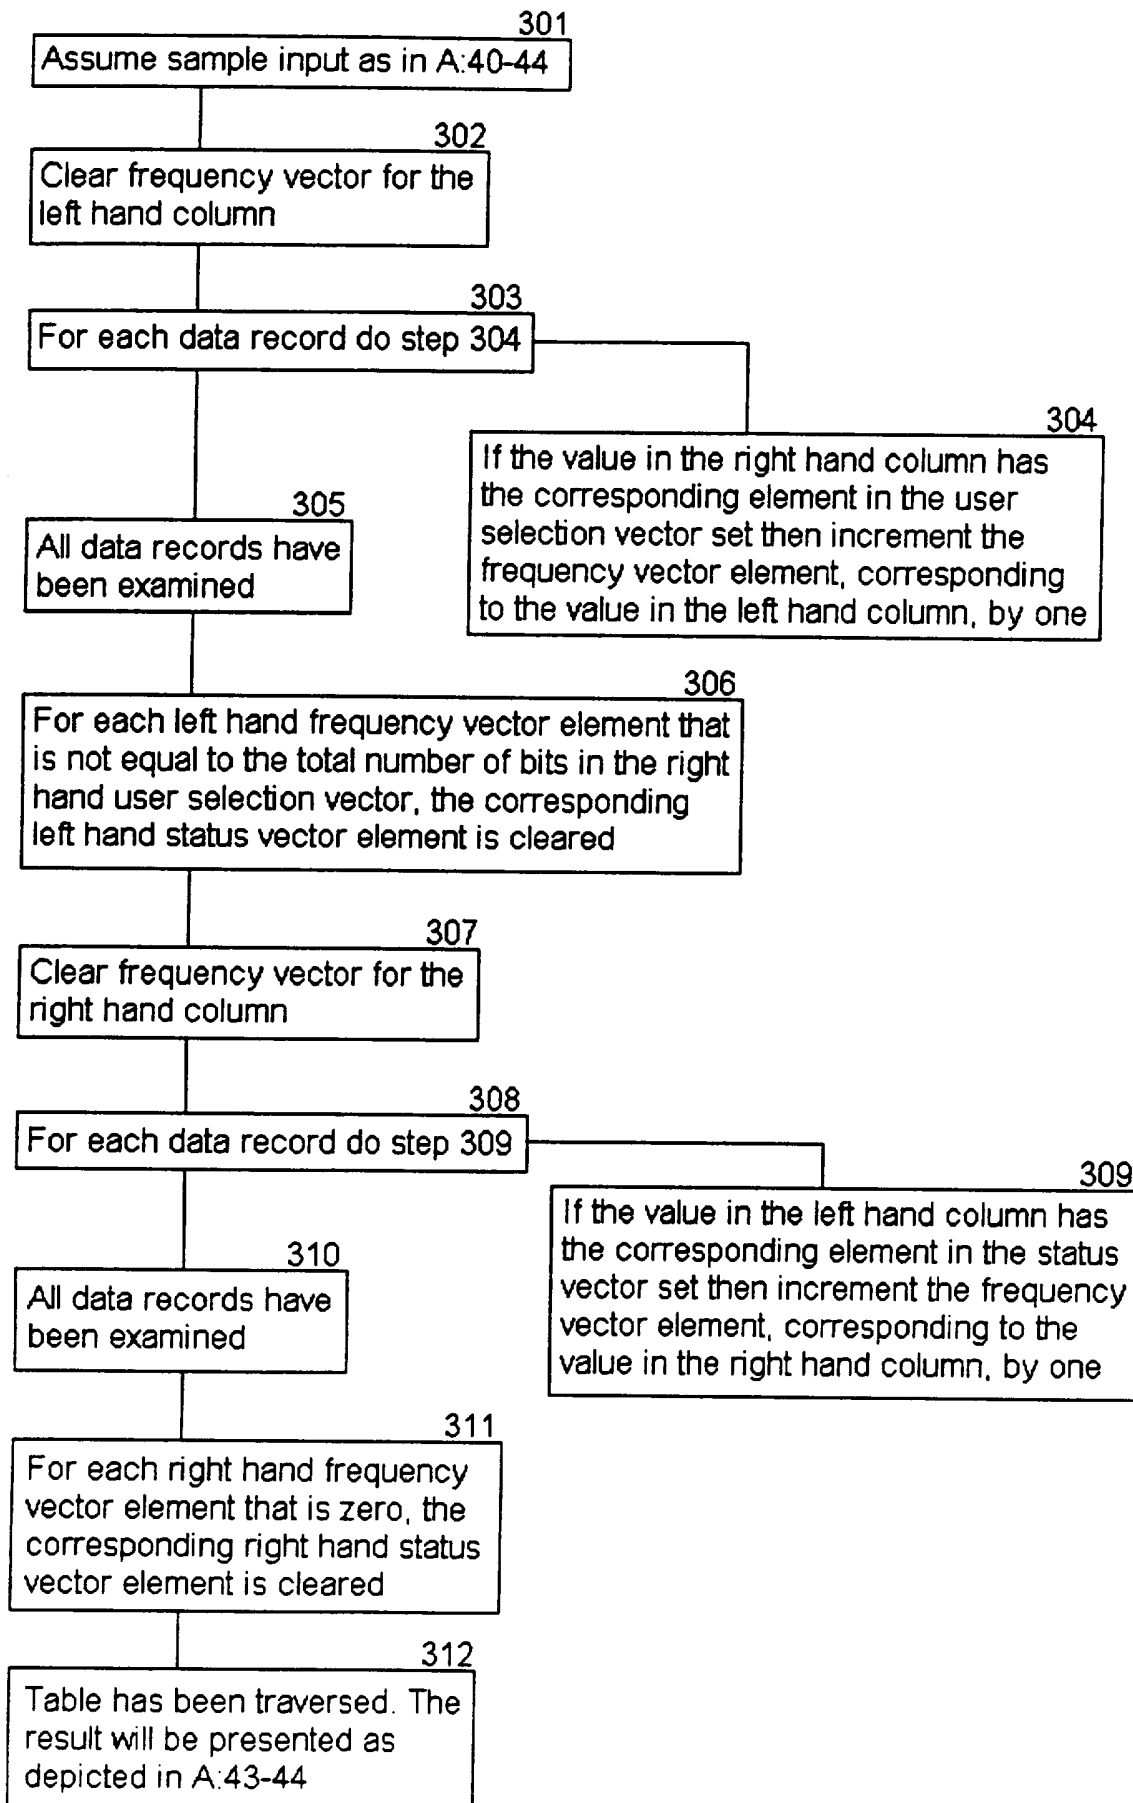 301
Assume sample input as in A:40-44
302
Clear frequency vector for the
left hand column
303
For each data record do step 304
304
If the value in the right hand column has
the corresponding element in the user
selection vector set then increment the
frequency vector element, corresponding
to the value in the left hand column, by one
305
All data records have
been examined
306
For each left hand frequency vector element that
is not equal to the total number of bits in the right
hand user selection vector, the corresponding
left hand status vector element is cleared
307
Clear frequency vector for the
right hand column
308
For each data record do step 309
309
If the value in the left hand column has
the corresponding element in the status
vector set then increment the frequency
vector element, corresponding to the
value in the right hand column, by one
310
All data records have
been examined
311
For each right hand frequency
vector element that is zero, the
corresponding right hand status
vector element is cleared
312
Table has been traversed. The
result will be presented as
depicted in A:43-44